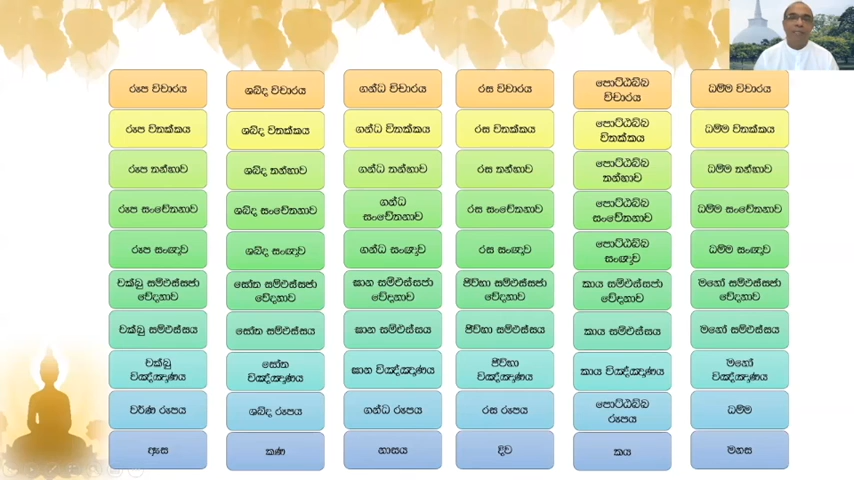 රූප විචාරය
ශබ්ද විචාරය
ගන්ධ විචාරය
රස විචාරය
පොට්ඨබ්බ
විචාරය
ධම්ම විචාරය
රූප විතක්කය
ශබ්ද විතක්කය
ගන්ධ විතක්කය
රස විතක්කය
පොට්ඨබ්බ
විතක්කය
ධම්ම විතක්කය
රූප තන්හාව
ශබ්ද තන්හාව
ගන්ධ තන්හාව
රස තන්හාව
පොට්ඨබ්බ
තන්හාව
ධම්ම තන්හාව
රූප සංචේතනාව
ශබ්ද සංචේතනාව
ගන්ධ
සංචේතනාව
රස සංචේතනාව
පොට්ඨබ්බ
සංචේතනාව
ධම්ම සංචේතනාව
රූප සංඥාව
ශබ්ද සංඥාව
ගන්ධ සංඥාව
රස සංඥාව
පොට්ඨබ්බ
සංඥාව
ධම්ම සංඥාව
චක්ඛු සම්ඵස්සජා
වේදනාව
සෝත සම්ඵස්සජා
වේදනාව
ඝාන සම්ඵස්සජා
වේදනාව
ජිව්හා සම්ඵස්සජා
වේදනාව
කාය සම්ඵස්සජා
වේදනාව
මනෝ සම්ඵස්සජා
වේදනාව
චක්ඛු සම්ඵස්සය
සෝත සම්ඵස්සය
ඝාන සම්ඵස්සය
ජිව්හා සම්ඵස්සය
කාය සම්ඵස්සය
මනෝ සම්ඵස්සය
චක්ඛු
විඤ්ඤාණය
සෝත
විඤ්ඤාණය
ඝාන විඤ්ඤාණය
ජිව්හා
විඤ්ඤාණය
කාය විඤ්ඤාණය
මනෝ
විඤ්ඤාණය
වර්ණ රූපය
ශබ්ද රූපය
ගන්ධ රූපය
රස රූපය
පොට්ඨබ්බ
රූපය
ධම්ම
ඇස
කණ
නාසය
දිව
කය
මනස